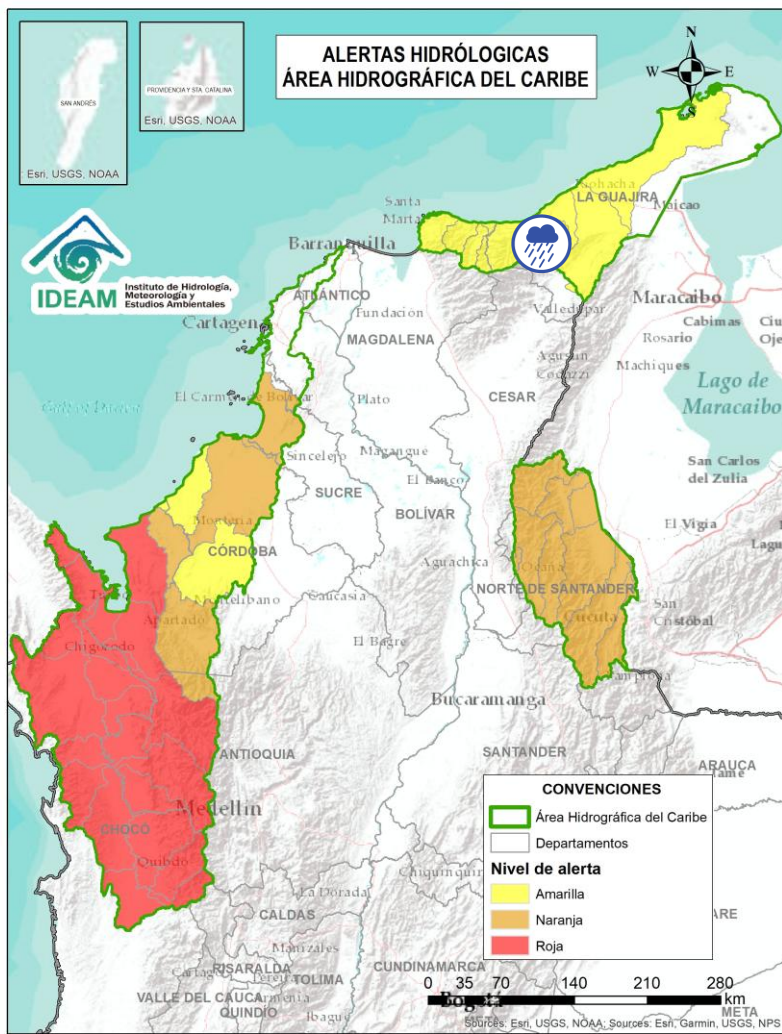 ALERTAS HIDRÓLOGICAS
ÁREA HIDROGRÁFICA DEL CARIBE
N
W
E
S
SAN ANDRÉS
Esri, USGS, NOAA
PROVIDENCIA Y STA. CATALINA
Esri, USGS, NOAA
IDEAM
Instituto de Hidrología,
Meteorología y
Estudios Ambientales
Santa
Marta
LA GUAJIRA
Maicao
Barranquilla
ATLÁNTICO
Maracaibo
Cabimas
Fundación
Valledupar
Cartagen
MAGDALENA
Rosario
Machiques
Agustín
Codazzi
CESAR
Lago de
Maracaibo
El Carmen de Bolívar
Plato
Sincelejo
Magangue
San Carlos
del Zulia
SUCRE
El Banco
BOLÍVAR
Montería
El Vigia
CÓRDOBA
Aguachica
Ocaña
NORTE DE SANTANDER
Montelibano
Caucasia
Cúcuta
San
Cristóbal
Apartado
Chigorodo
El Bagre
Bucaramanga
ANTIOQUIA
SANTANDER
ARAUCA
Medellín
CHOCÓ
Quibdó
La Dorada
CALDAS
Manizales
RISARALDA
TOLIMA
CUNDINAMARCA
VALLE DEL CAUCA
QUINDÍO
Ibague
META
CONVENCIONES
Área Hidrográfica del Caribe
Departamentos
Nivel de alerta
Amarilla
Naranja
Roja
0 35 70 140 210 280
km
Sources: Esri, USGS, NOAA; Sources: Esri, Garmin, USGS, NPS